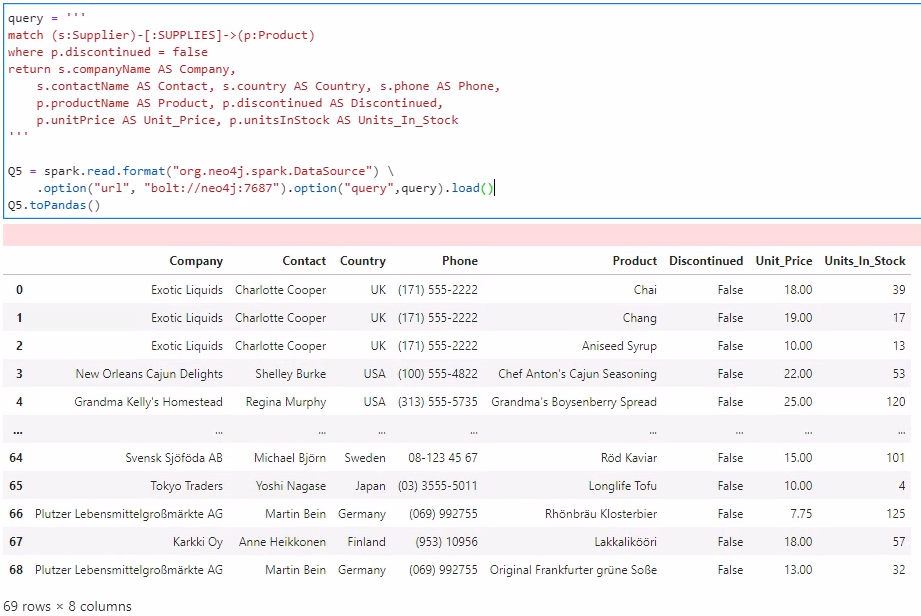 query = '''
match (s:Supplier)-[:SUPPLIES]->(p:Product)
where p.discontinued = false
return s.companyName AS Company,
    s.contactName AS Contact, s.country AS Country, s.phone AS Phone,
    p.productName AS Product, p.discontinued AS Discontinued,
    p.unitPrice AS Unit_Price, p.unitsInStock AS Units_In_Stock
'''
Q5 = spark.read.format("org.neo4j.spark.DataSource") \
    .option("url", "bolt://neo4j:7687").option("query",query).load()
Q5.toPandas()
Company Contact Country Phone Product Discontinued Unit_Price Units_In_Stock
0 Exotic Liquids Charlotte Cooper UK (171) 555-2222 Chai False 18.00 39
1 Exotic Liquids Charlotte Cooper UK (171) 555-2222 Chang False 19.00 17
2 Exotic Liquids Charlotte Cooper UK (171) 555-2222 Aniseed Syrup False 10.00 13
3 New Orleans Cajun Delights Shelley Burke USA (100) 555-4822 Chef Anton's Cajun Seasoning False 22.00 53
4 Grandma Kelly's Homestead Regina Murphy USA (313) 555-5735 Grandma's Boysenberry Spread False 25.00 120
... ... ... ... ... ... ... ... ...
64 Svensk Sjöföda AB Michael Björn Sweden 08-123 45 67 Röd Kaviar False 15.00 101
65 Tokyo Traders Yoshi Nagase Japan (03) 3555-5011 Longlife Tofu False 10.00 4
66 Plutzer Lebensmittelgroßmärkte AG Martin Bein Germany (069) 992755 Rhönbräu Klosterbier False 7.75 125
67 Karkki Oy Anne Heikkonen Finland (953) 10956 Lakkalikööri False 18.00 57
68 Plutzer Lebensmittelgroßmärkte AG Martin Bein Germany (069) 992755 Original Frankfurter grüne Soße False 13.00 32
69 rows × 8 columns